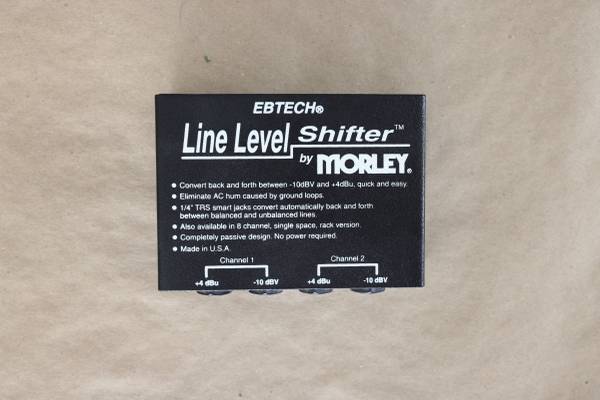 EBTECH®
Line Level Shifter™
by MORLEY®
• Convert back and forth between -10dBV and +4dBu, quick and easy.
• Eliminate AC hum caused by ground loops.
• 1/4" TRS smart jacks convert automatically back and forth
between balanced and unbalanced lines.
• Also available in 8 channel, single space, rack version.
• Completely passive design. No power required.
• Made in U.S.A.
Channel 1 Channel 2
+4 dBu -10 dBV +4 dBu -10 dBV